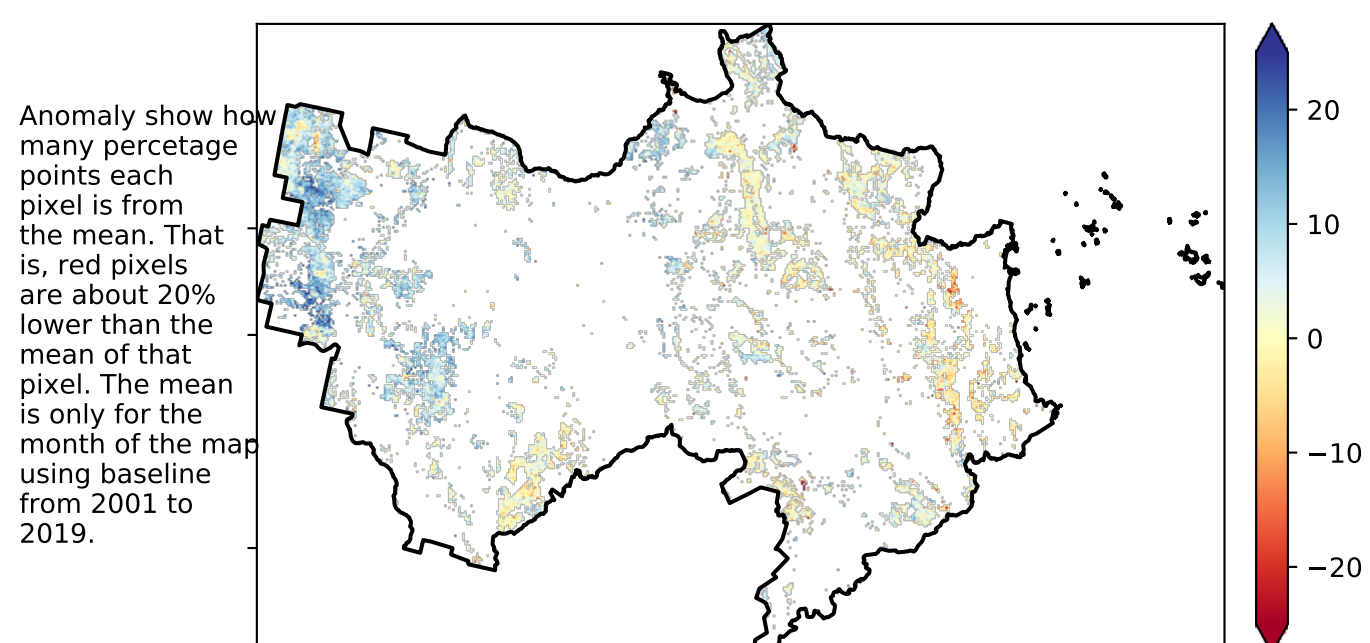 Anomaly show how
many percetage
points each
pixel is from
the mean. That
is, red pixels
are about 20%
lower than the
mean of that
pixel. The mean
is only for the
month of the map
using baseline
from 2001 to
2019.
20
10
0
−10
−20